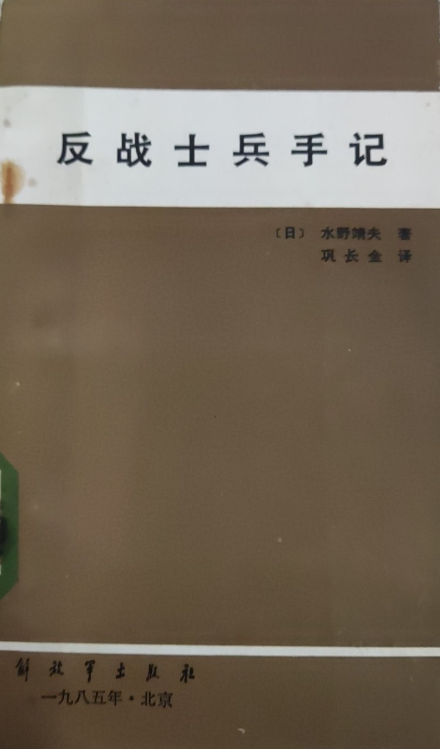 反战士兵手记
〔日〕 水野靖夫 著
巩长金 译
解放军出版社
一九八五年·北京